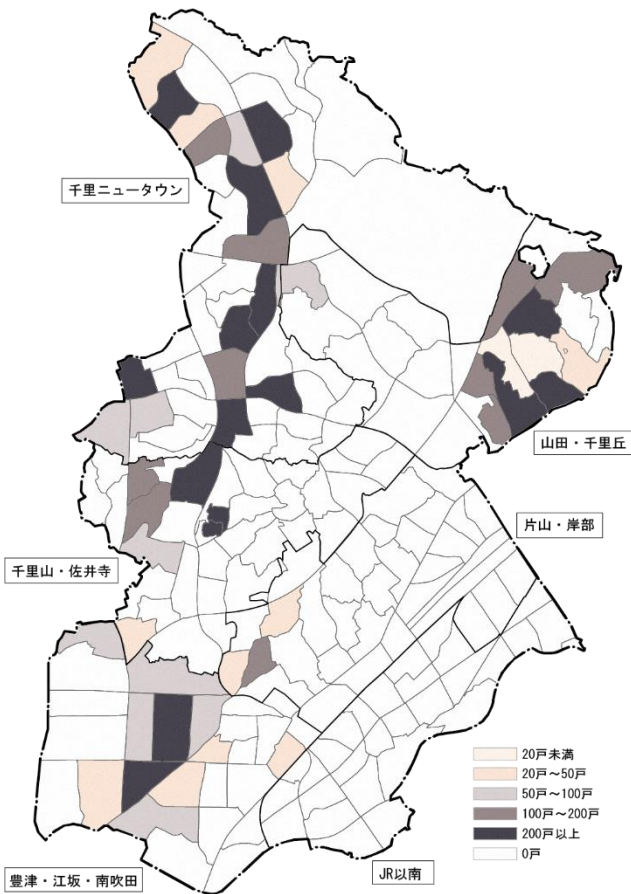 千里ニュータウン
山田・千里丘
片山・岸部
千里山・佐井寺
20戸未満
20戸～50戸
50戸～100戸
100戸～200戸
200戸以上
0戸
豊津・江坂・南吹田
JR以南